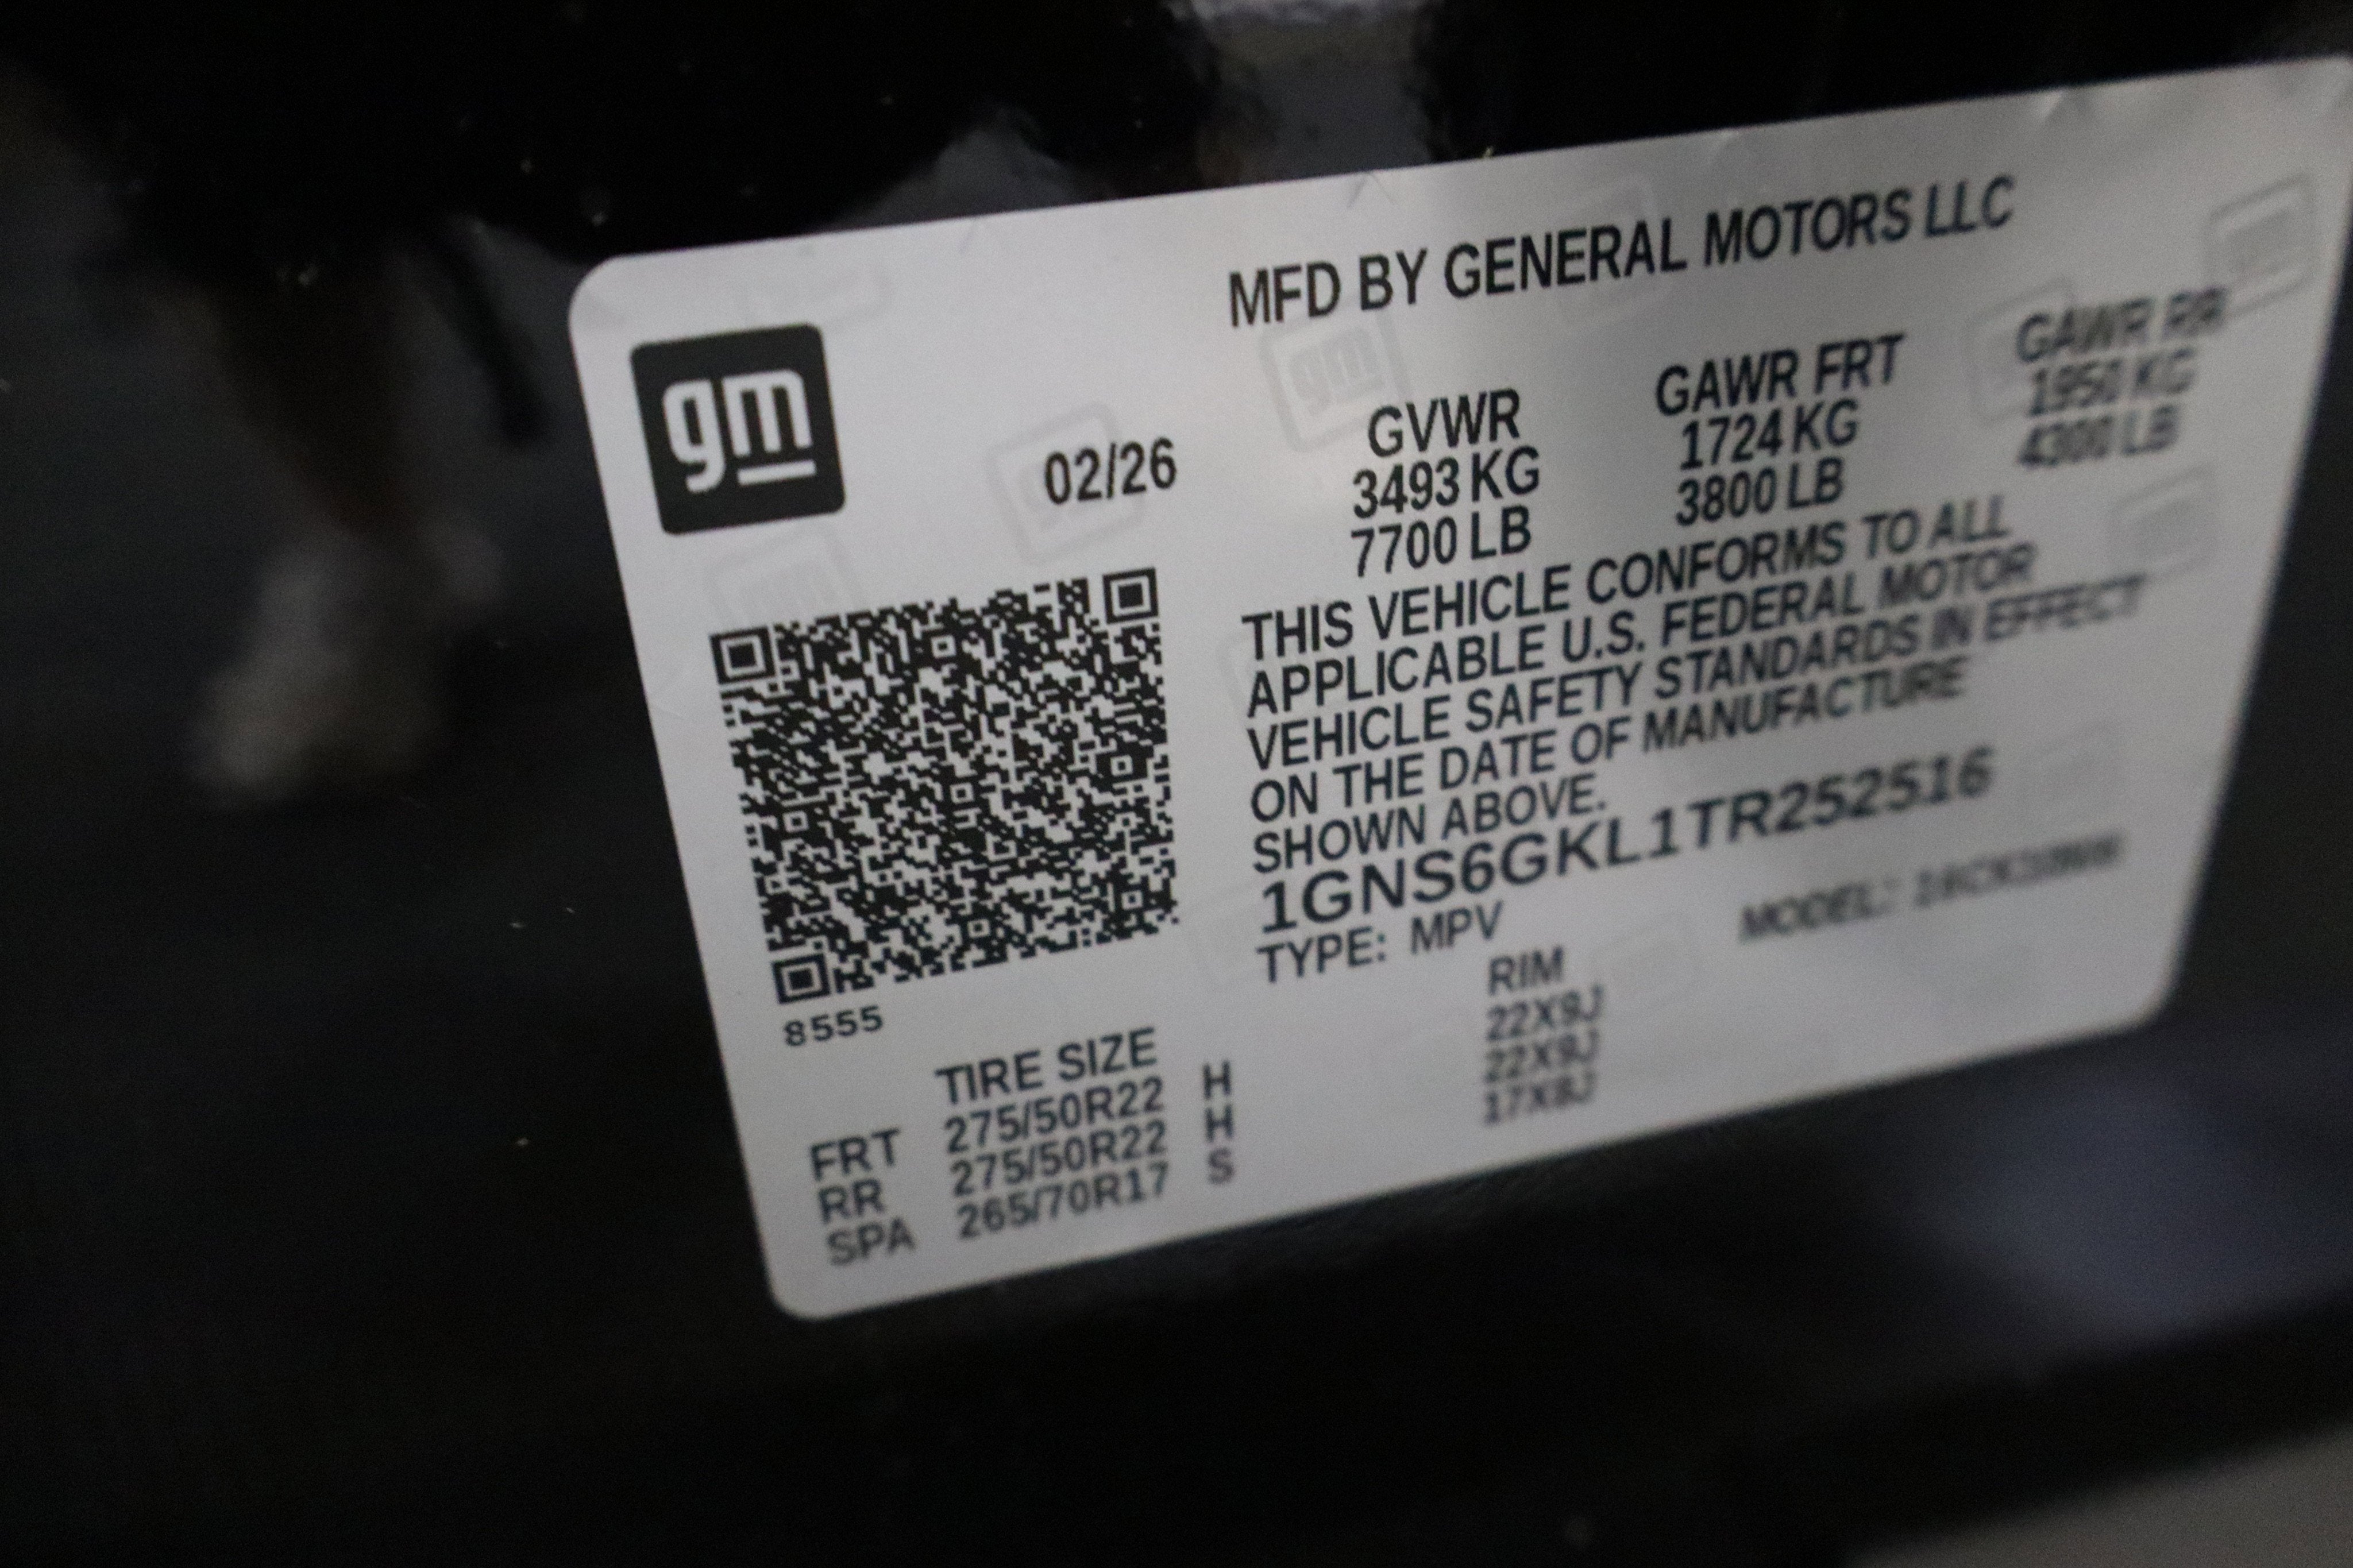 MFD BY GENERAL MOTORS LLC
gm
02/26
GVWR GAWR FRT GAWR RR
3493 KG 1724 KG 1950 KG
7700 LB 3800 LB 4300 LB
THIS VEHICLE CONFORMS TO ALL
APPLICABLE U.S. FEDERAL MOTOR
VEHICLE SAFETY STANDARDS IN EFFECT
ON THE DATE OF MANUFACTURE
SHOWN ABOVE.
1GNS6GKL1TR252516
TYPE: MPV MODEL:
8555
TIRE SIZE RIM
FRT 275/50R22 H 22X9J
RR 275/50R22 H 22X9J
SPA 265/70R17 S 17X8J